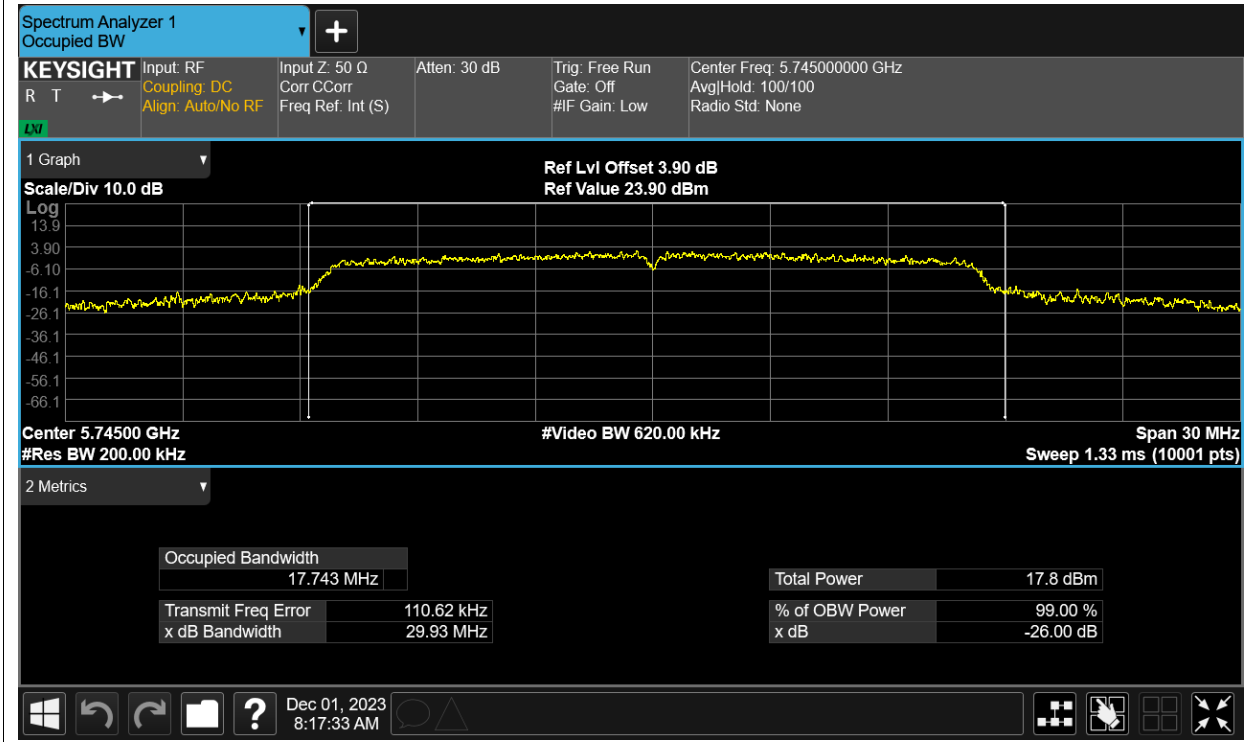 Spectrum Analyzer 1
Occupied BW
KEYSIGHT
R T
LXI
Input: RF
Coupling: DC
Align: Auto/No RF
Input Z: 50 Ω
Corr CCorr
Freq Ref: Int (S)
Atten: 30 dB
Trig: Free Run
Gate: Off
#IF Gain: Low
Center Freq: 5.745000000 GHz
Avg|Hold: 100/100
Radio Std: None
1 Graph
Scale/Div 10.0 dB
Ref Lvl Offset 3.90 dB
Ref Value 23.90 dBm
Log
13.9
3.90
-6.10
-16.1
-26.1
-36.1
-46.1
-56.1
-66.1
Center 5.74500 GHz
#Video BW 620.00 kHz
Span 30 MHz
#Res BW 200.00 kHz
Sweep 1.33 ms (10001 pts)
2 Metrics
Occupied Bandwidth
17.743 MHz
Total Power 17.8 dBm
Transmit Freq Error 110.62 kHz
% of OBW Power 99.00 %
x dB Bandwidth 29.93 MHz
x dB -26.00 dB
?
Dec 01, 2023
8:17:33 AM